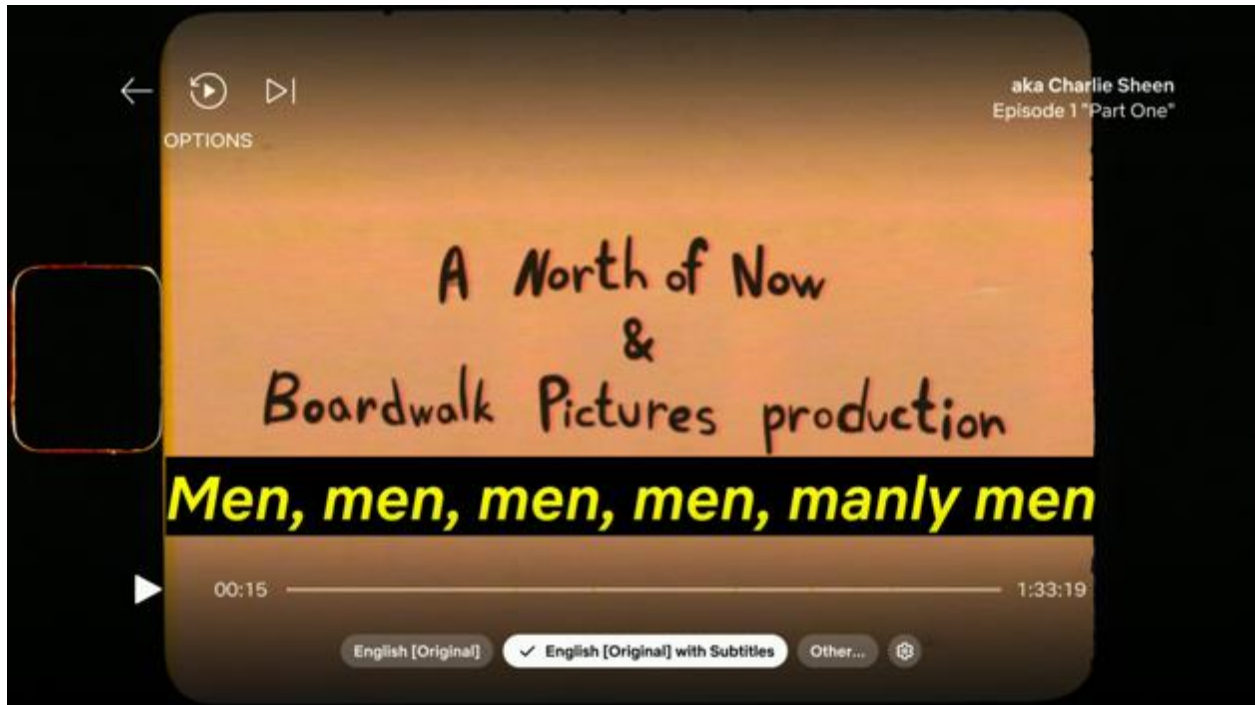 aka Charlie Sheen
Episode 1 "Part One"
OPTIONS
A North of Now
&
Boardwalk Pictures production
Men, men, men, men, manly men
00:15
1:33:19
English [Original]
English [Original] with Subtitles
Other...